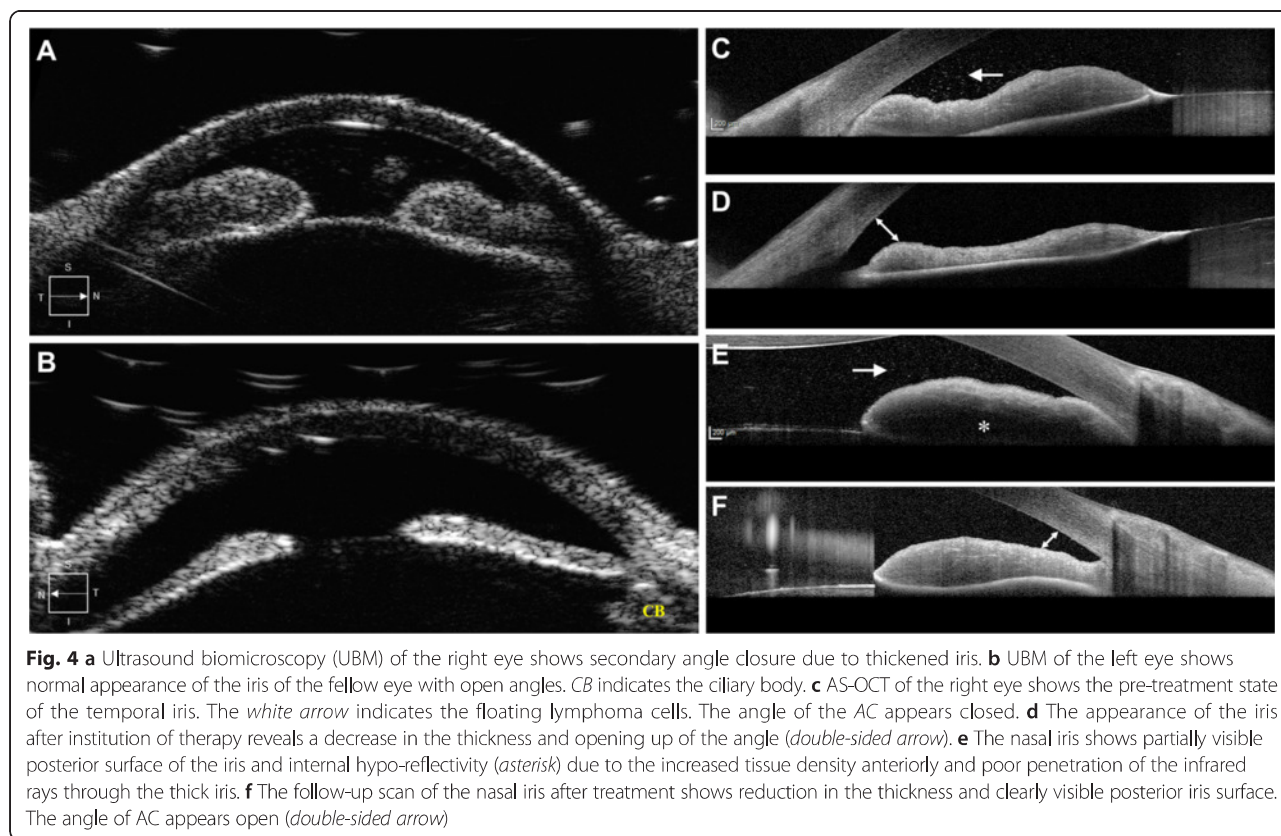 A
S
T N
I
B
S
N T
I
CB
C
200 µm
D
E
200 µm
*
F
Fig. 4 a Ultrasound biomicroscopy (UBM) of the right eye shows secondary angle closure due to thickened iris. b UBM of the left eye shows
normal appearance of the iris of the fellow eye with open angles. CB indicates the ciliary body. c AS-OCT of the right eye shows the pre-treatment state
of the temporal iris. The white arrow indicates the floating lymphoma cells. The angle of the AC appears closed. d The appearance of the iris
after institution of therapy reveals a decrease in the thickness and opening up of the angle (double-sided arrow). e The nasal iris shows partially visible
posterior surface of the iris and internal hypo-reflectivity (asterisk) due to the increased tissue density anteriorly and poor penetration of the infrared
rays through the thick iris. f The follow-up scan of the nasal iris after treatment shows reduction in the thickness and clearly visible posterior iris surface.
The angle of AC appears open (double-sided arrow)